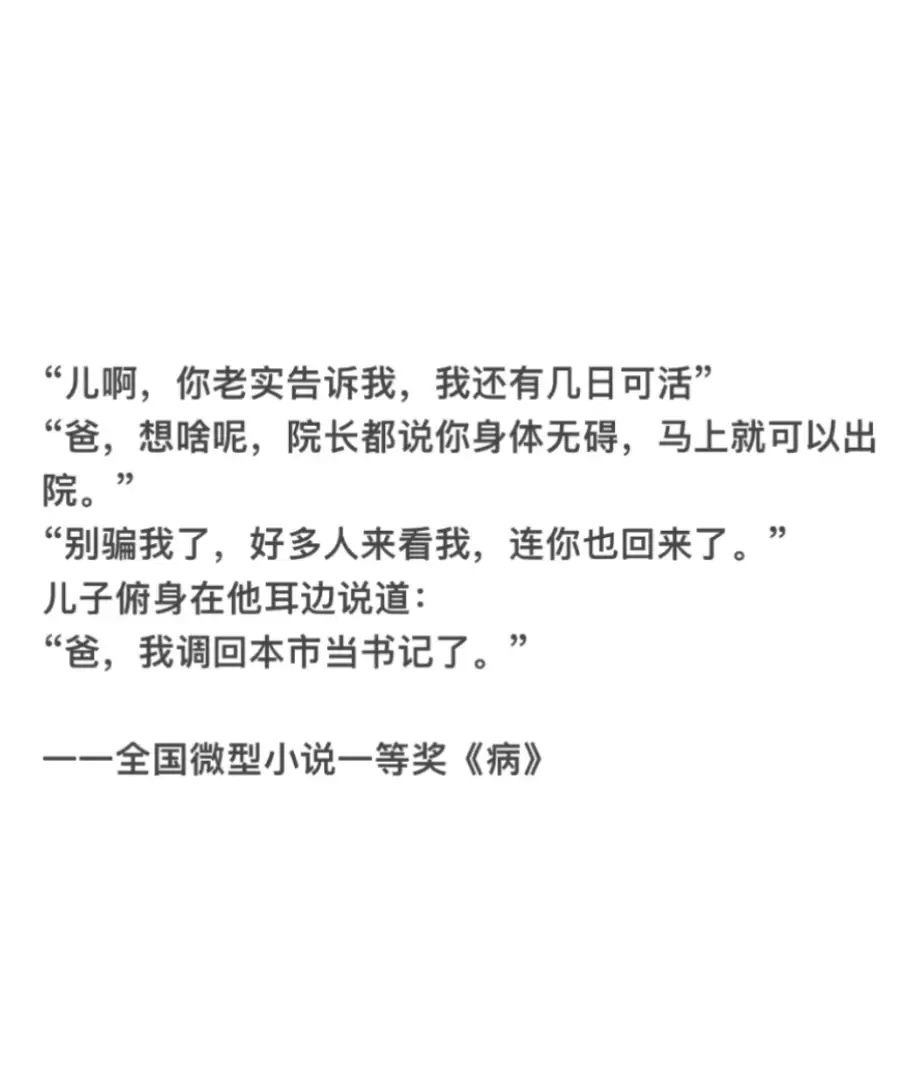 “儿啊，你老实告诉我，我还有几日可活”
“爸，想啥呢，院长都说你身体无碍，马上就可以出
院。”
“别骗我了，好多人来看我，连你也回来了。”
儿子俯身在他耳边说道：
“爸，我调回本市当书记了。”
一一全国微型小说一等奖《病》